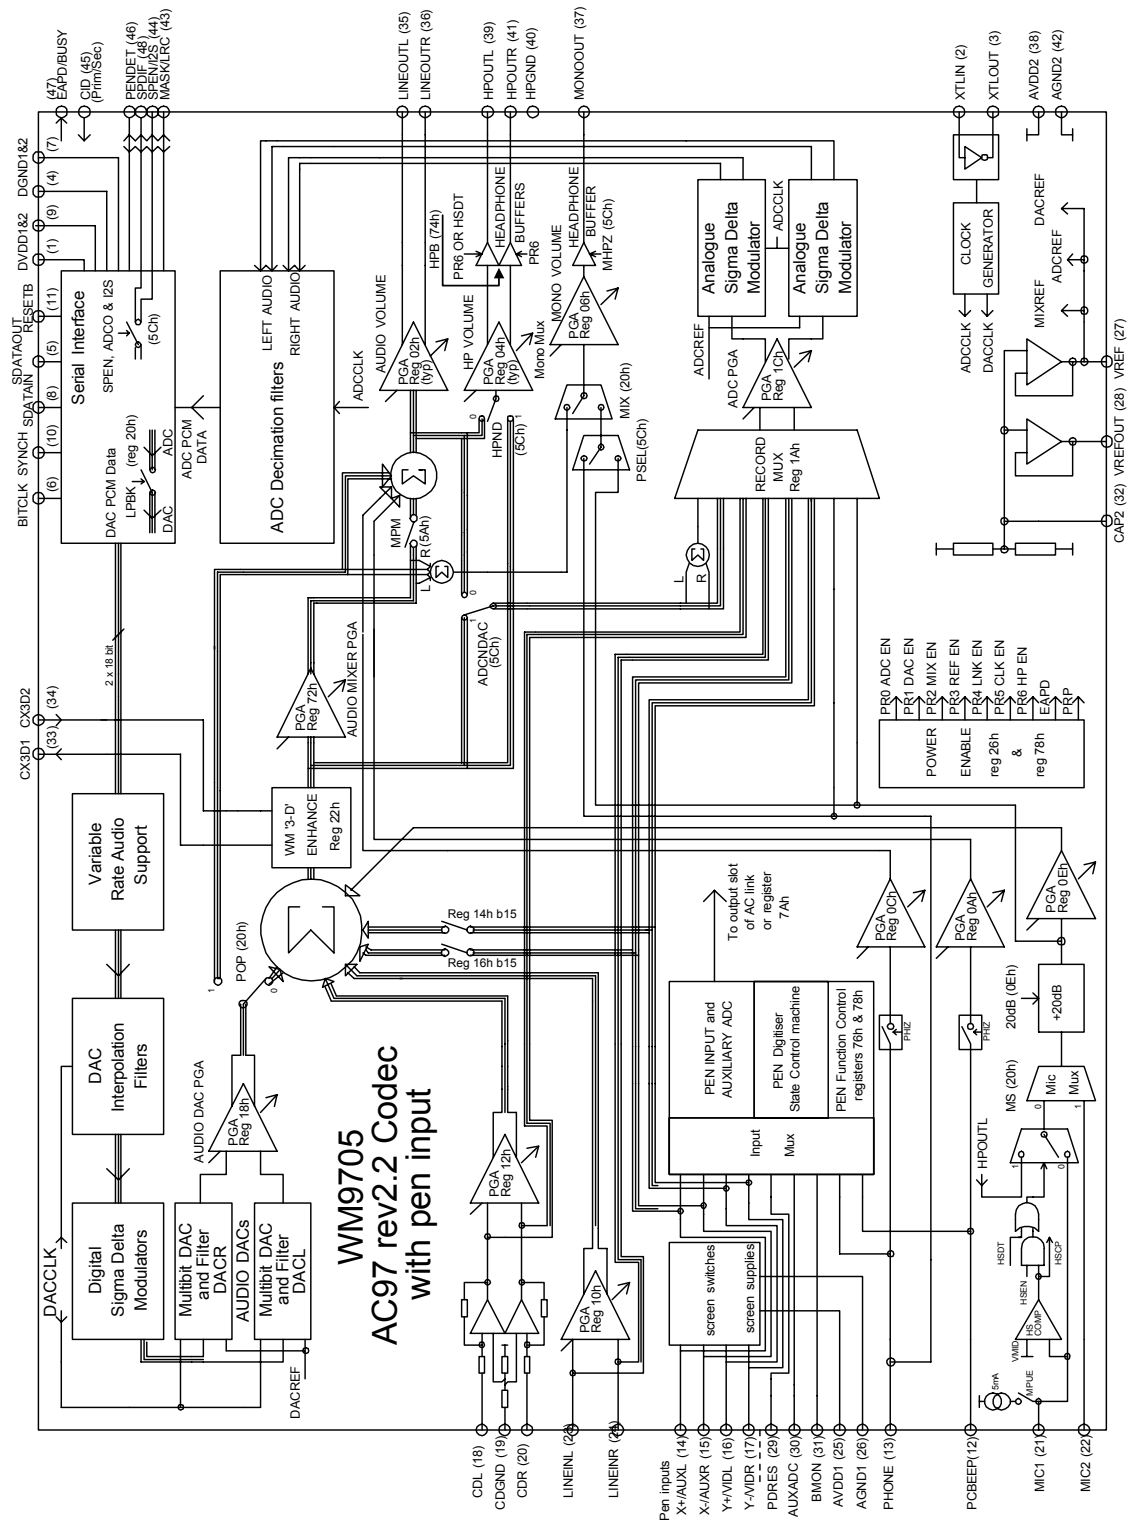 WM9705
AC97 rev2.2 Codec
with pen input
(47)
EAPD/BUSY
CID (45)
(Prim/Sec)
PENDET (46)
SPDIF (48)
SPEN/I2S (44)
MASK/LRC (43)
LINEOUTL (35)
LINEOUTR (36)
HPOUTL (39)
HPOUTR (41)
HPGND (40)
MONOOUT (37)
XTLIN (2)
XTLOUT (3)
AVDD2 (38)
AGND2 (42)
DGND1&2
(7)
(4)
DVDD1&2
(9)
(1)
RESETB
(11)
SDATAOUT
(5)
SDATAIN
(8)
SYNCH
(10)
BITCLK
(6)
CX3D2
(34)
CX3D1
(33)
Serial Interface
SPEN, ADCO & I2S
(5Ch)
DAC PCM Data
(reg 20h)
LPBK
ADC
DAC
ADC PCM
DATA
ADC Decimation filters
LEFT AUDIO
RIGHT AUDIO
ADCCLK
AUDIO VOLUME
PGA
Reg 02h
(typ)
HPB (74h)
PR6 OR HSDT
HEADPHONE
BUFFERS
PR6
HP VOLUME
PGA
Reg 04h
(typ)
Mono Mux
MONO VOLUME
PGA
Reg 06h
HEADPHONE
BUFFER
MHPZ (5Ch)
Analogue
Sigma Delta
Modulator
ADCCLK
Analogue
Sigma Delta
Modulator
ADCREF
ADC PGA
PGA
Reg 1Ch
CLOCK
GENERATOR
ADCCLK
DACCLK
MIXREF
ADCREF
DACREF
VREF (27)
VREFOUT (28)
CAP2 (32)
0
HPND
(5Ch)
1
MIX (20h)
PSEL(5Ch)
RECORD
MUX
Reg 1Ah
Σ
MPM
(5Ah)
R
L
Σ
L
R
Σ
0
ADCNDAC
(5Ch)
1
2 x 18 bit
PGA
Reg 72h
AUDIO MIXER PGA
WM '3-D'
ENHANCE
Reg 22h
Σ
POP (20h)
1
0
Reg 14h b15
Reg 16h b15
POWER
ENABLE
reg 26h
&
reg 78h
PR0 ADC EN
PR1 DAC EN
PR2 MIX EN
PR3 REF EN
PR4 LNK EN
PR5 CLK EN
PR6 HP EN
EAPD
PRP
Variable
Rate Audio
Support
DAC
Interpolation
Filters
Digital
Sigma Delta
Modulators
DACCLK
AUDIO DAC PGA
PGA
Reg 18h
Multibit DAC
and Filter
DACR
AUDIO DACs
Multibit DAC
and Filter
DACL
DACREF
PGA
Reg 12h
PGA
Reg 10h
To output slot
of AC link
or register
7Ah
PEN INPUT and
AUXILIARY ADC
PEN Digitiser
State Control machine
PEN Function Control
registers 76h & 78h
Input
Mux
screen switches
screen supplies
PGA
Reg 0Ch
PGA
Reg 0Ah
PGA
Reg 0Eh
PHIZ
PHIZ
20dB (0Eh)
+20dB
MS (20h)
0
Mic
Mux
1
HPOUTL
1
0
HSDT
HSEN
HSCP
HS
COMP
VMID
5mA
MPUE
CDL (18)
CDGND (19)
CDR (20)
LINEINL
LINEINR
Pen inputs
X+/AUXL (14)
X-/AUXR (15)
Y+/VIDL (16)
Y-/VIDR (17)
PDRES (29)
AUXADC (30)
BMON (31)
AVDD1 (25)
AGND1 (26)
PHONE (13)
PCBEEP(12)
MIC1 (21)
MIC2 (22)